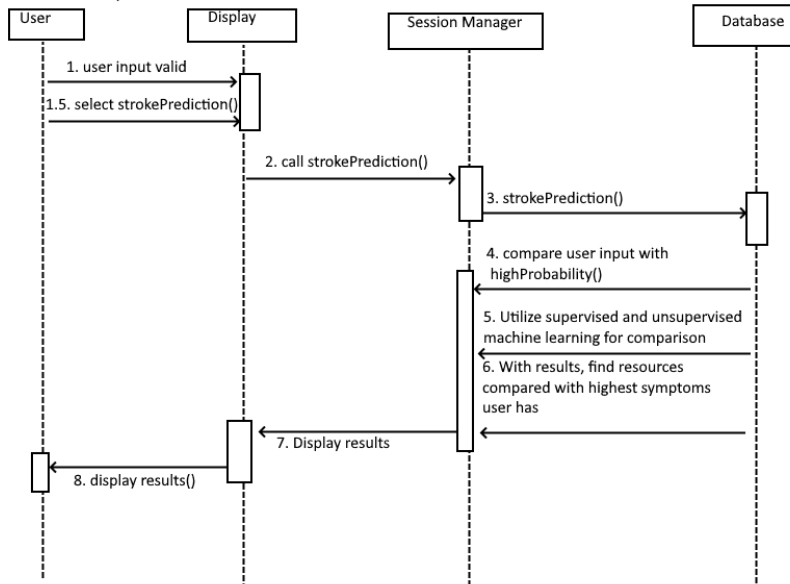 User
Display
Session Manager
Database
1. user input valid
1.5. select strokePrediction()
2. call strokePrediction()
3. strokePrediction()
4. compare user input with
highProbability()
5. Utilize supervised and unsupervised
machine learning for comparison
6. With results, find resources
compared with highest symptoms
user has
7. Display results
8. display results()